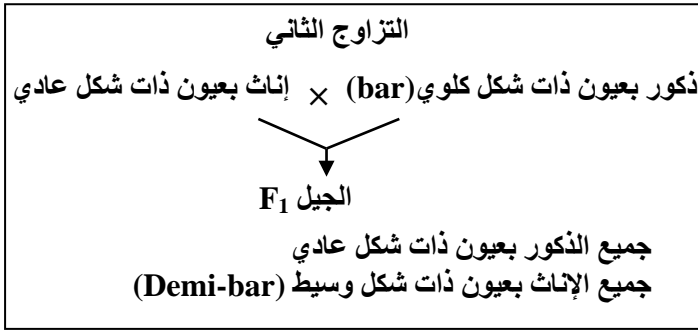 التزاوج الثاني
ذكور بعيون ذات شكل كلوي (bar) × إناث بعيون ذات شكل عادي
الجيل F₁
جميع الذكور بعيون ذات شكل عادي
جميع الإناث بعيون ذات شكل وسيط (Demi-bar)